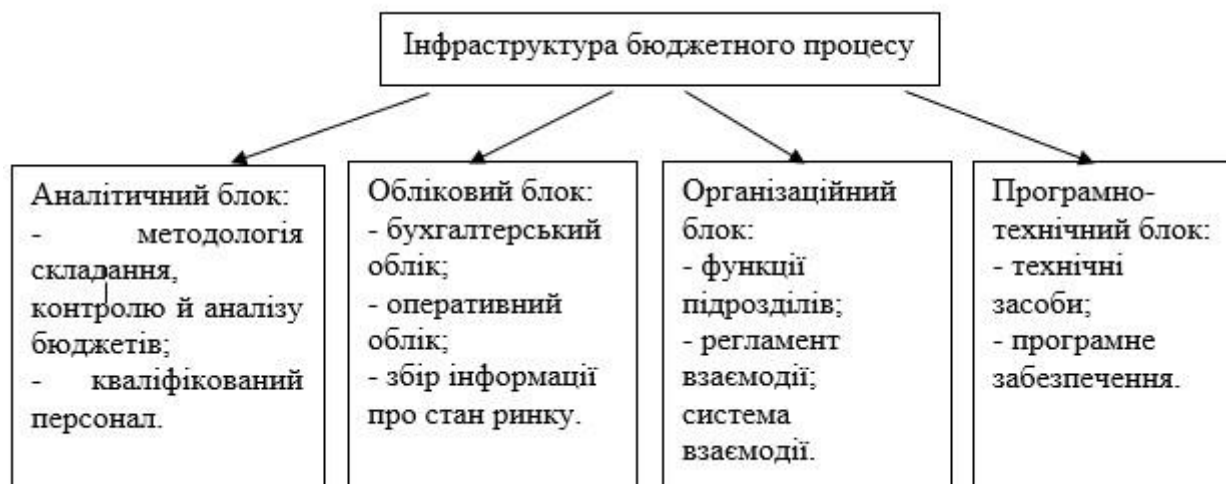 Інфраструктура бюджетного процесу
Аналітичний блок:
- методологія
складання,
контролю й аналізу
бюджетів;
- кваліфікований
персонал.
Обліковий блок:
- бухгалтерський
облік;
- оперативний
облік;
- збір інформації
про стан ринку.
Організаційний
блок:
- функції
підрозділів;
- регламент
взаємодії;
система
взаємодії.
Програмно-
технічний блок:
- технічні
засоби;
- програмне
забезпечення.